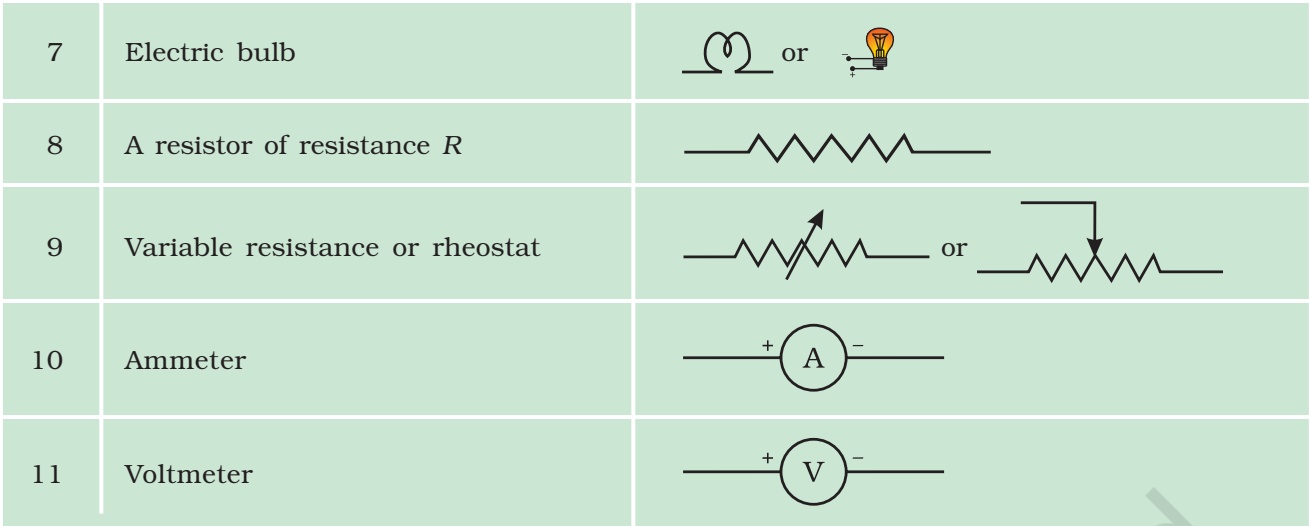 7 Electric bulb or – +
8 A resistor of resistance R
9 Variable resistance or rheostat or
10 Ammeter + A –
11 Voltmeter + V –